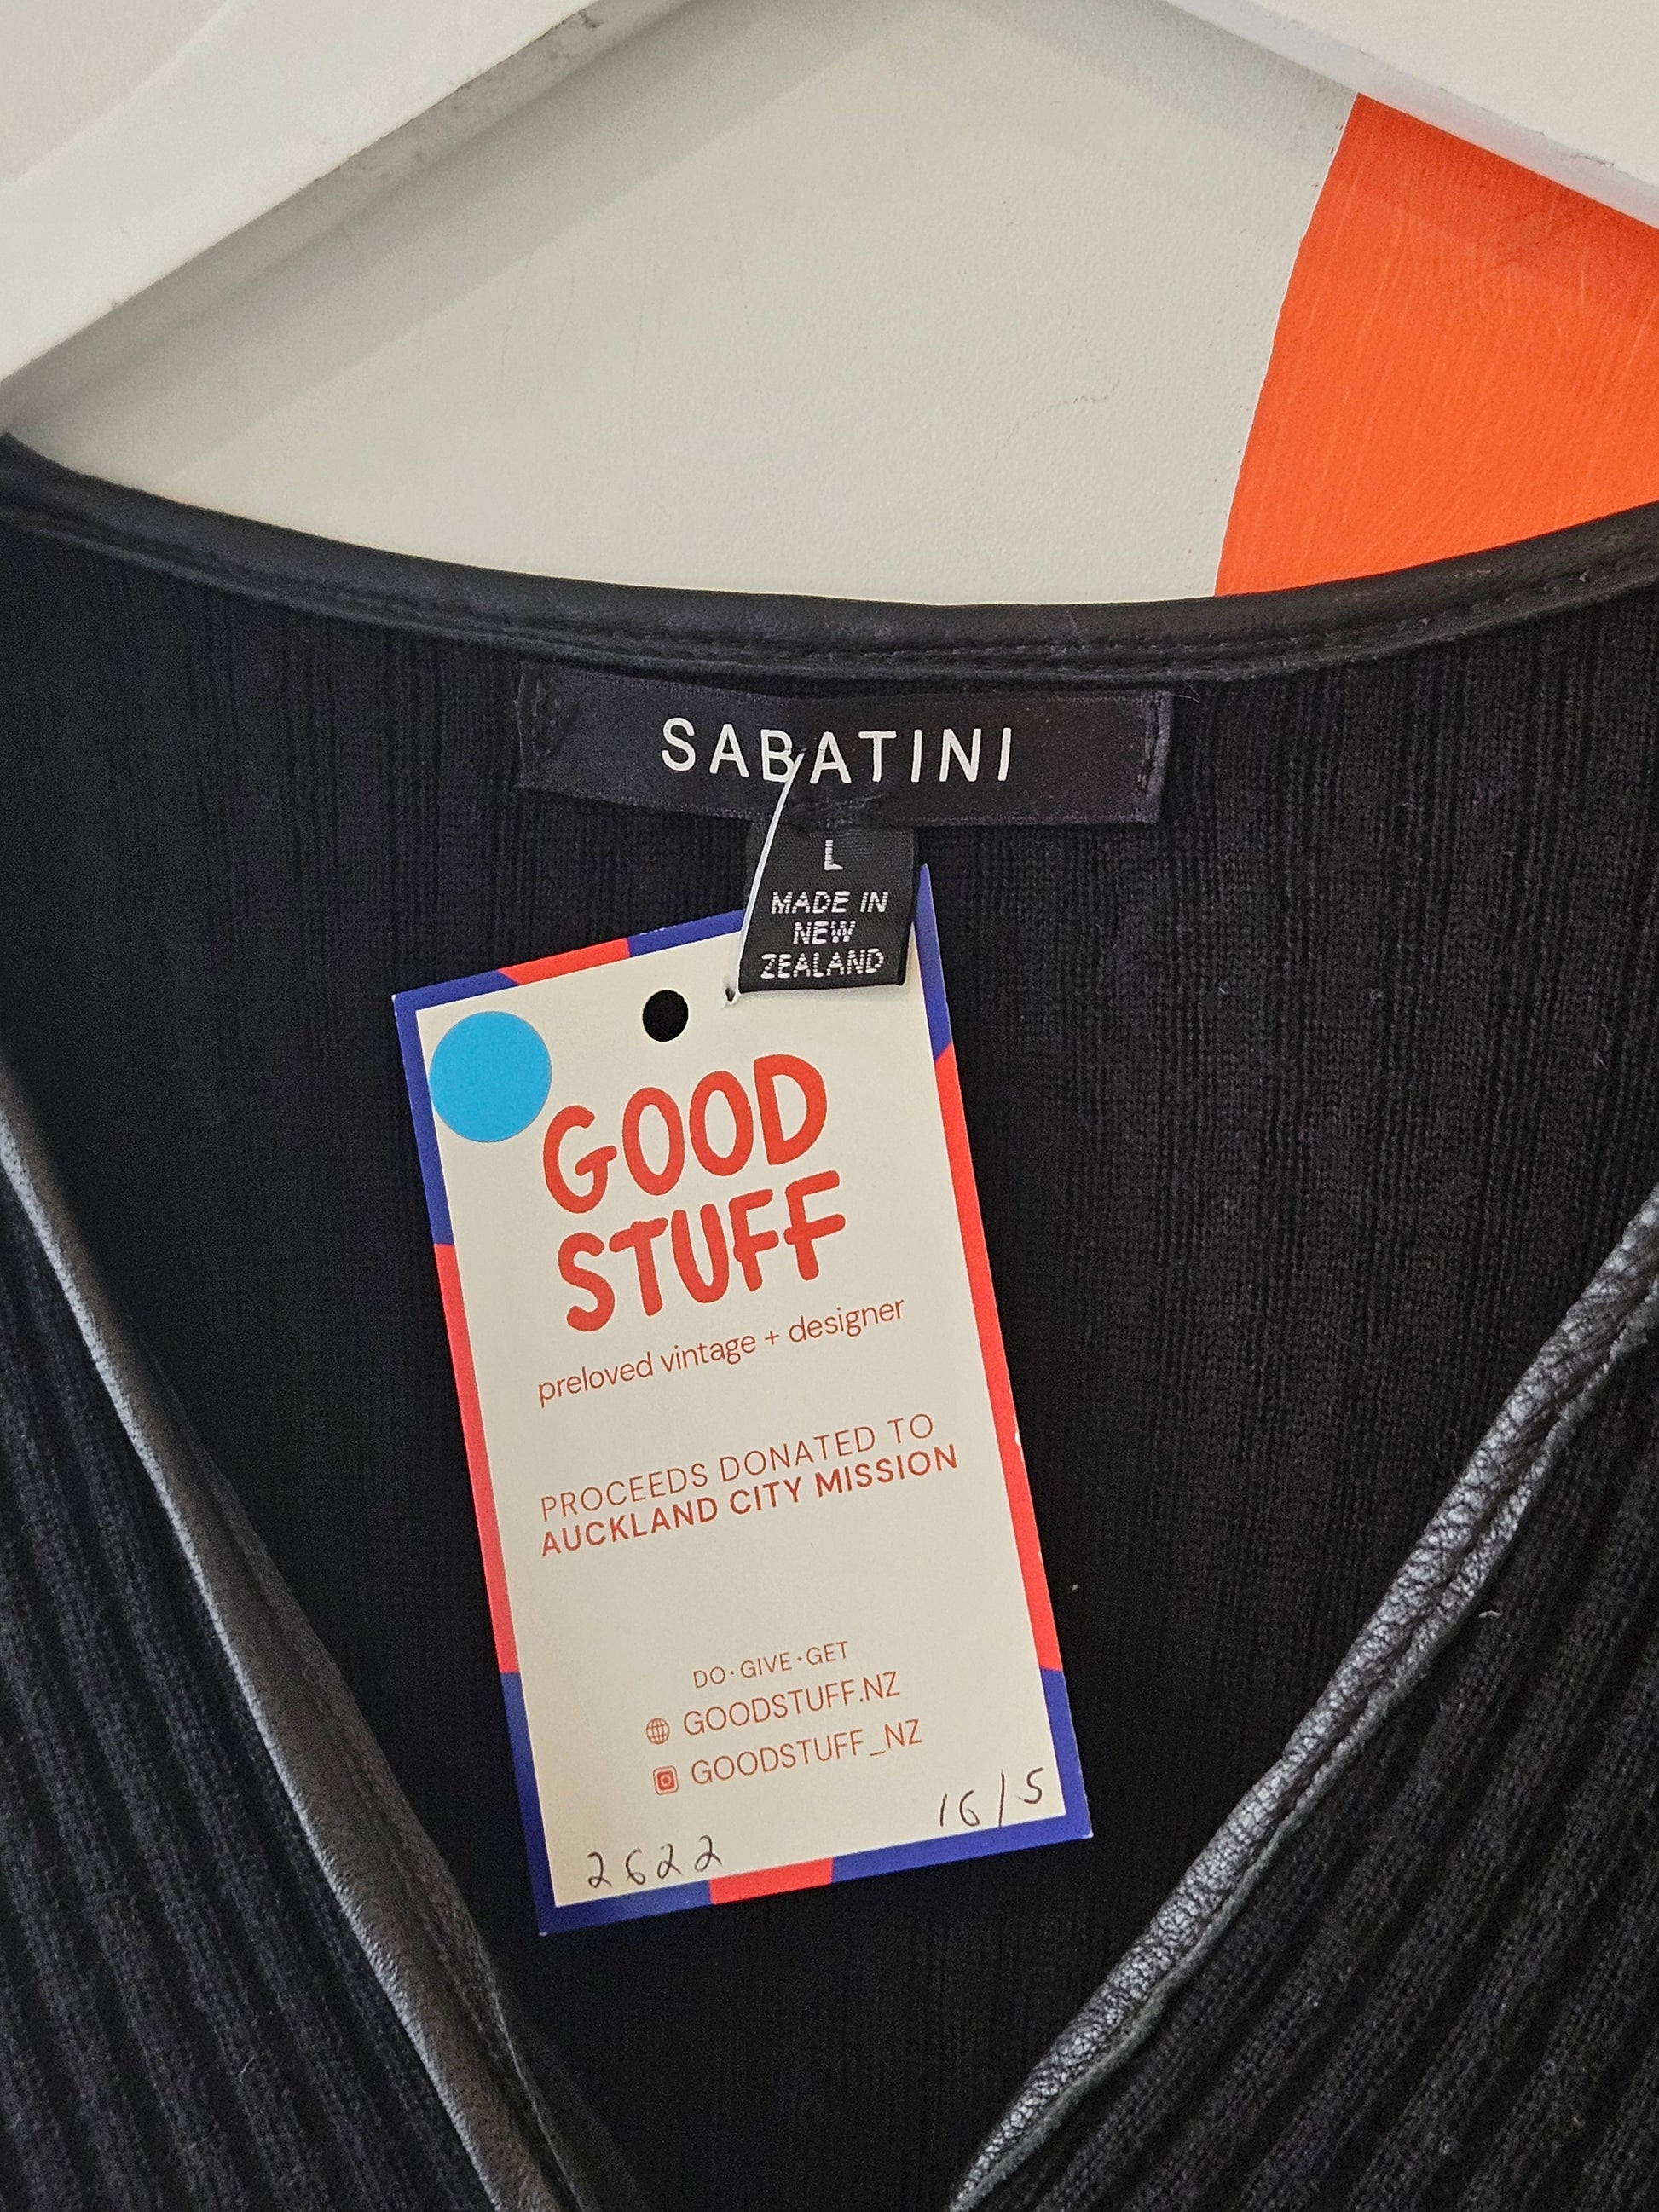 SABATINI
L
MADE IN
NEW
ZEALAND
GOOD
STUFF
preloved vintage + designer
PROCEEDS DONATED TO
AUCKLAND CITY MISSION
DO·GIVE·GET
GOODSTUFF.NZ
GOODSTUFF_NZ
16/5
2622